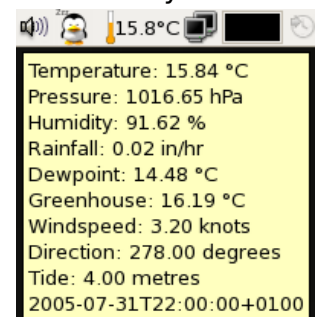 Zzz
15.8°C
Temperature: 15.84 °C
Pressure: 1016.65 hPa
Humidity: 91.62 %
Rainfall: 0.02 in/hr
Dewpoint: 14.48 °C
Greenhouse: 16.19 °C
Windspeed: 3.20 knots
Direction: 278.00 degrees
Tide: 4.00 metres
2005-07-31T22:00:00+0100